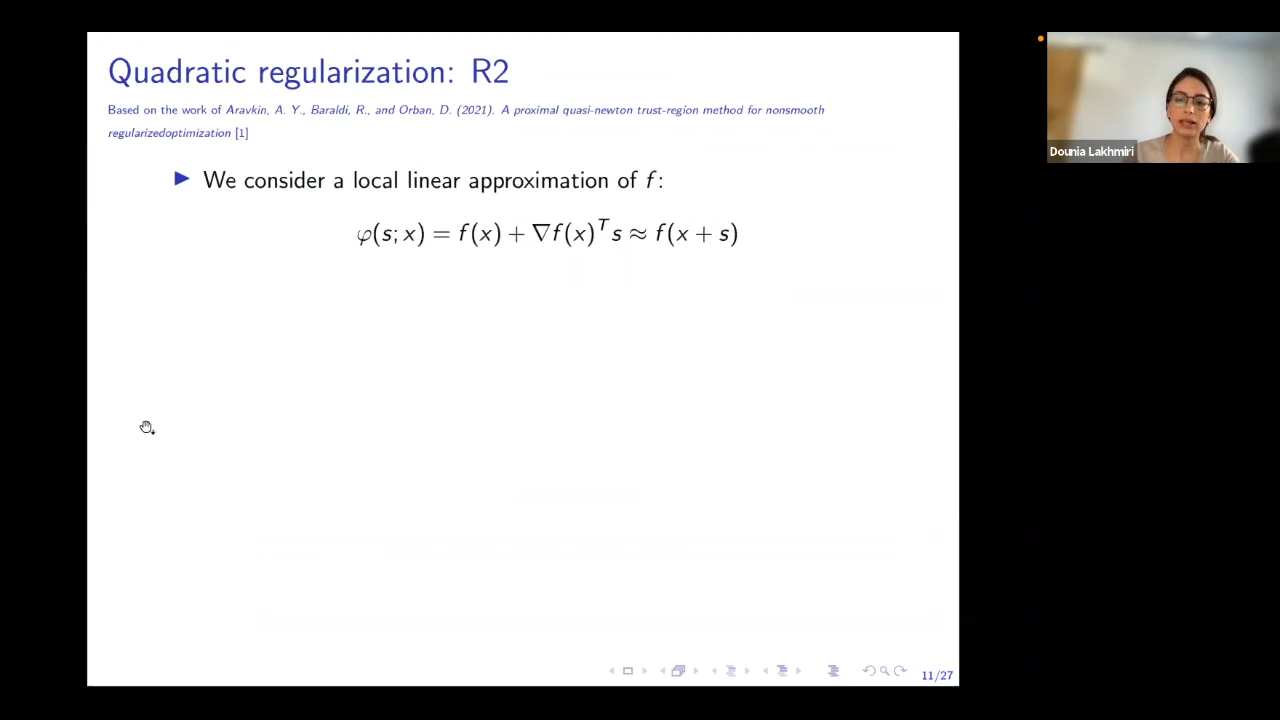 Quadratic regularization: R2
Based on the work of Aravkin, A. Y., Baraldi, R., and Orban, D. (2021). A proximal quasi-newton trust-region method for nonsmooth
regularizedoptimization [1]
Dounia Lakhmiri
▶ We consider a local linear approximation of f:
φ(s; x) = f(x) + ∇f(x)ᵀs ≈ f(x + s)
11/27